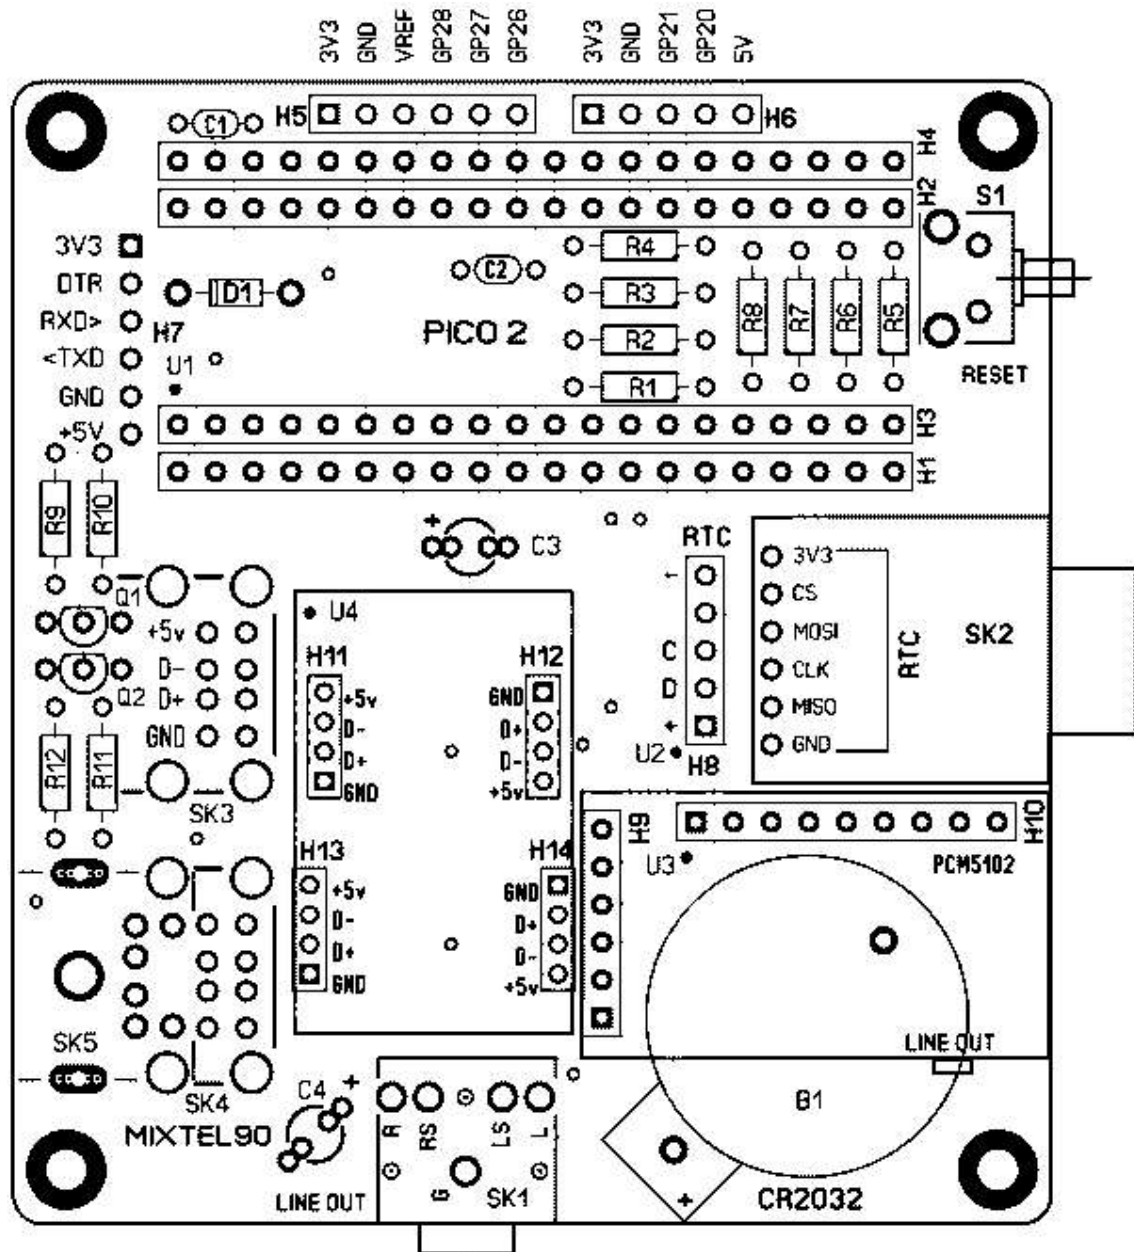 3V3 GND VREF GP28 GP27 GP26 3V3 GND GP21 GP20 5V
C1 H5 H6 H4
H2 S1
3V3
DTR
RXD>
<TXD
GND
+5V
H7
D1
U1
C2
PICO 2
R4
R3
R2
R1
R8 R7 R6 R5
RESET
H3
H1
R9 R10
+ C3
Q1
Q2
+5v
D-
D+
GND
R12 R11
SK3
U4
H11
+5v
D-
D+
GND
H12
GND
D+
D-
+5v
RTC
-
C
D
+
U2
H8
3V3
CS
MOSI
CLK
MISO
GND
RTC
SK2
H13
+5v
D-
D+
GND
H14
GND
D+
D-
+5v
H9
H10
U3
PCM5102
LINE OUT
B1
+
CR2032
SK5
SK4
MIXTEL90
C4 +
LINE OUT
R RS LS L
G
SK1